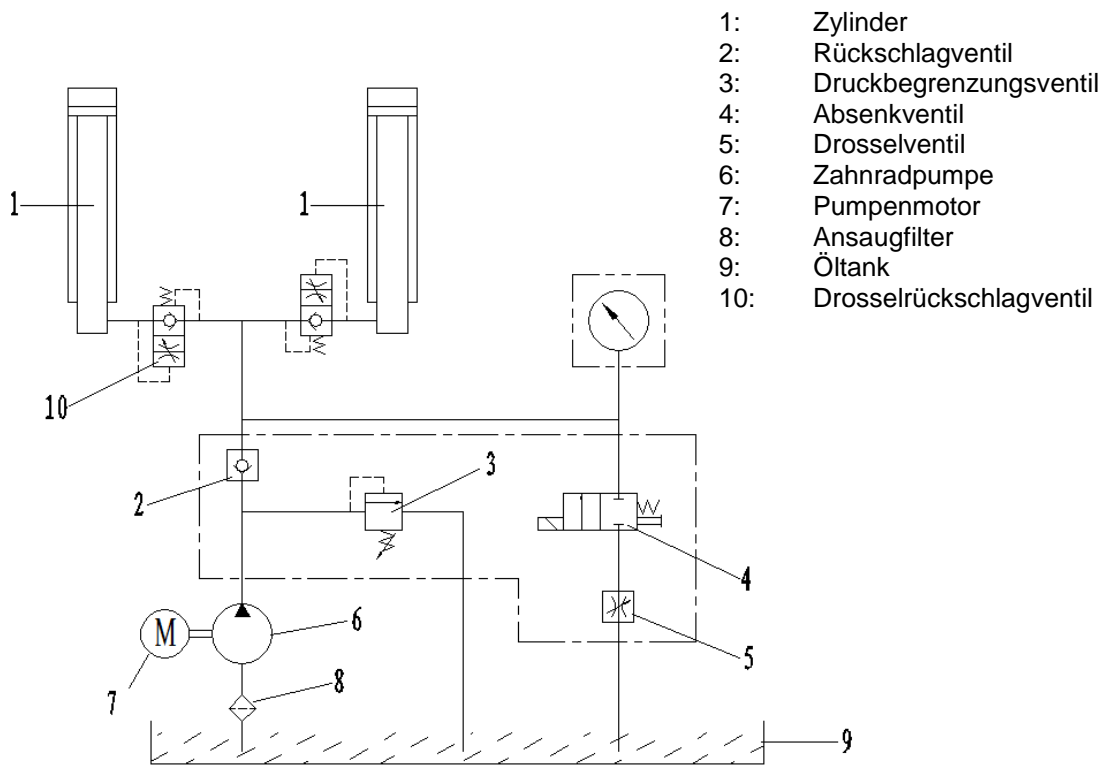 1: Zylinder
2: Rückschlagventil
3: Druckbegrenzungsventil
4: Absenkventil
5: Drosselventil
6: Zahnradpumpe
7: Pumpenmotor
8: Ansaugfilter
9: Öltank
10: Drosselrückschlagventil
1
1
10
2
3
4
5
6
M
7
8
9